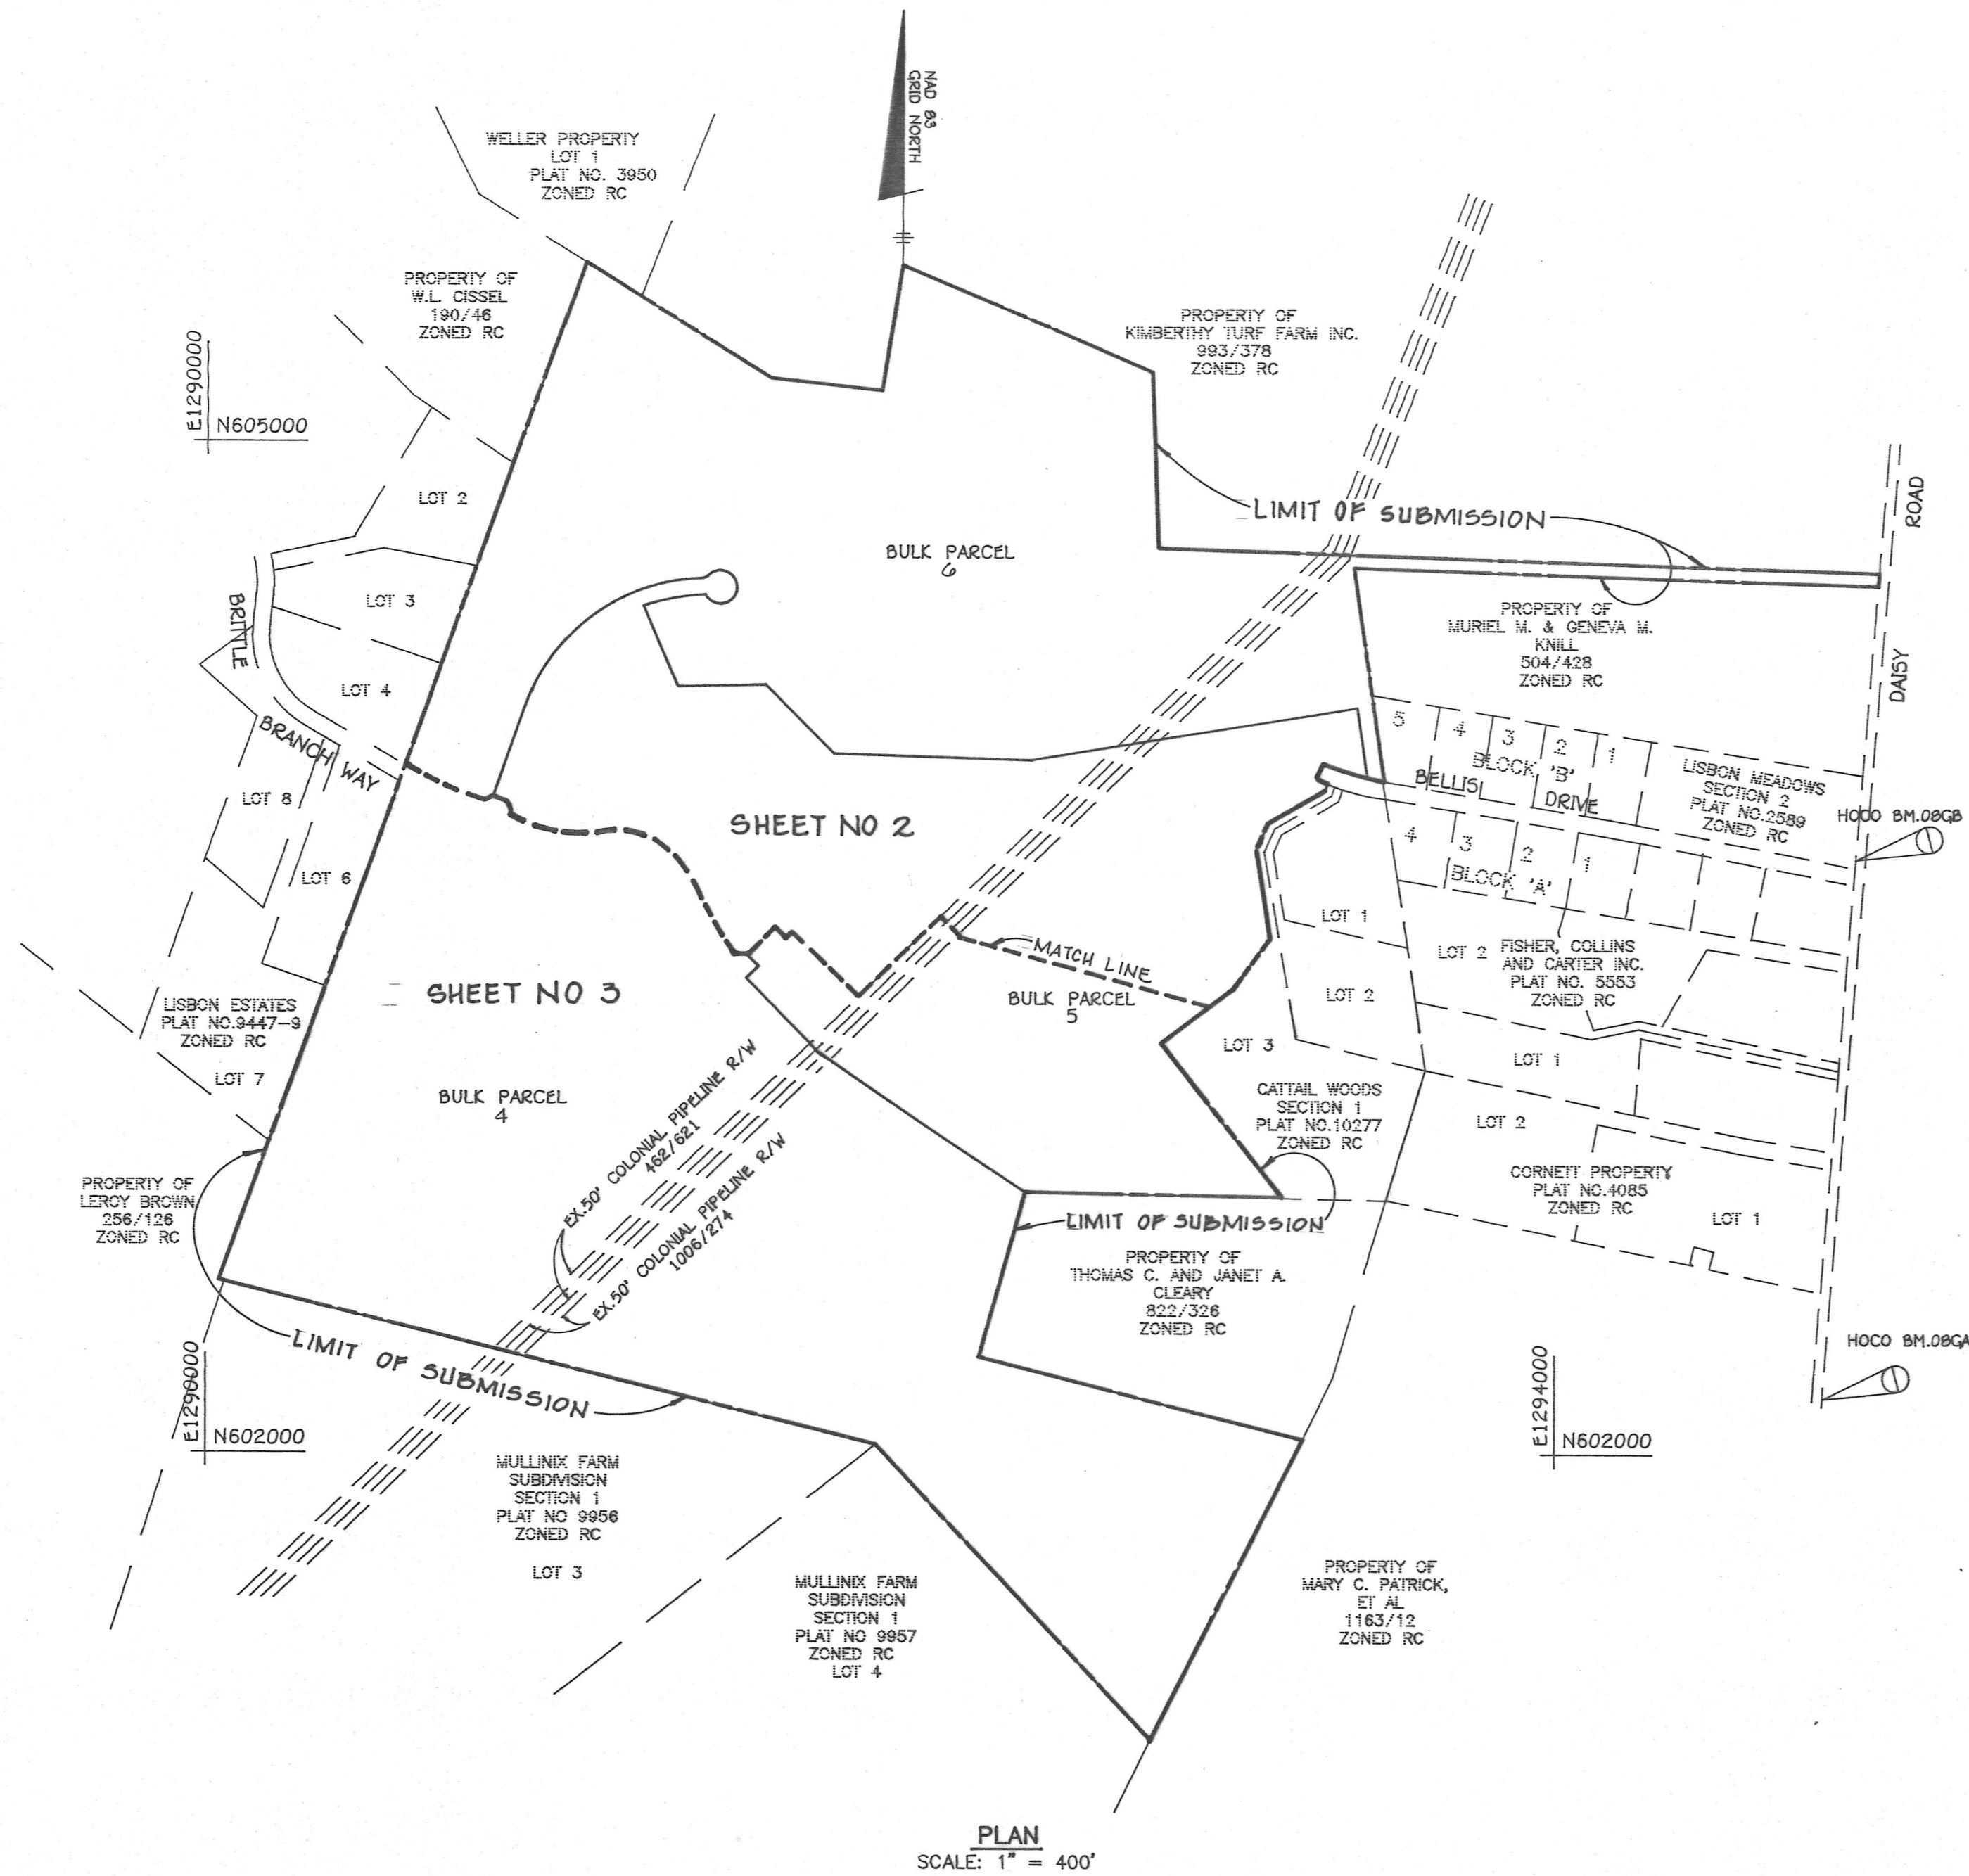 NAD 83
GRID NORTH
WELLER PROPERTY
LOT 1
PLAT NO. 3950
ZONED RC
PROPERTY OF
W.L. CISSEL
190/46
ZONED RC
PROPERTY OF
KIMBERTHY TURF FARM INC.
993/378
ZONED RC
E1290000
N605000
LOT 2
LIMIT OF SUBMISSION
ROAD
DAISY
BULK PARCEL
6
LOT 3
BRITTLE
BRANCH WAY
LOT 4
PROPERTY OF
MURIEL M. & GENEVA M.
KNILL
504/428
ZONED RC
5
4
3
2
1
BLOCK 'B'
BELLIS
DRIVE
LISBON MEADOWS
SECTION 2
PLAT NO.2589
ZONED RC
HOCO BM.08GB
4
3
2
1
BLOCK 'A'
LOT 8
LOT 6
SHEET NO 2
LOT 1
LOT 2
FISHER, COLLINS
AND CARTER INC.
PLAT NO. 5553
ZONED RC
MATCH LINE
SHEET NO 3
BULK PARCEL
5
LOT 2
LISBON ESTATES
PLAT NO.9447-9
ZONED RC
LOT 7
LOT 3
LOT 1
BULK PARCEL
4
EX.50' COLONIAL PIPELINE R/W
462/621
EX.50' COLONIAL PIPELINE R/W
1006/274
CATTAIL WOODS
SECTION 1
PLAT NO.10277
ZONED RC
LOT 2
CORNETT PROPERTY
PLAT NO.4085
ZONED RC
LOT 1
PROPERTY OF
LEROY BROWN
256/126
ZONED RC
LIMIT OF SUBMISSION
PROPERTY OF
THOMAS C. AND JANET A.
CLEARY
822/326
ZONED RC
LIMIT OF SUBMISSION
HOCO BM.08GA
E1290000
N602000
E1294000
N602000
MULLINIX FARM
SUBDIVISION
SECTION 1
PLAT NO 9956
ZONED RC
LOT 3
MULLINIX FARM
SUBDIVISION
SECTION 1
PLAT NO 9957
ZONED RC
LOT 4
PROPERTY OF
MARY C. PATRICK,
ET AL
1163/12
ZONED RC
PLAN
SCALE: 1" = 400'